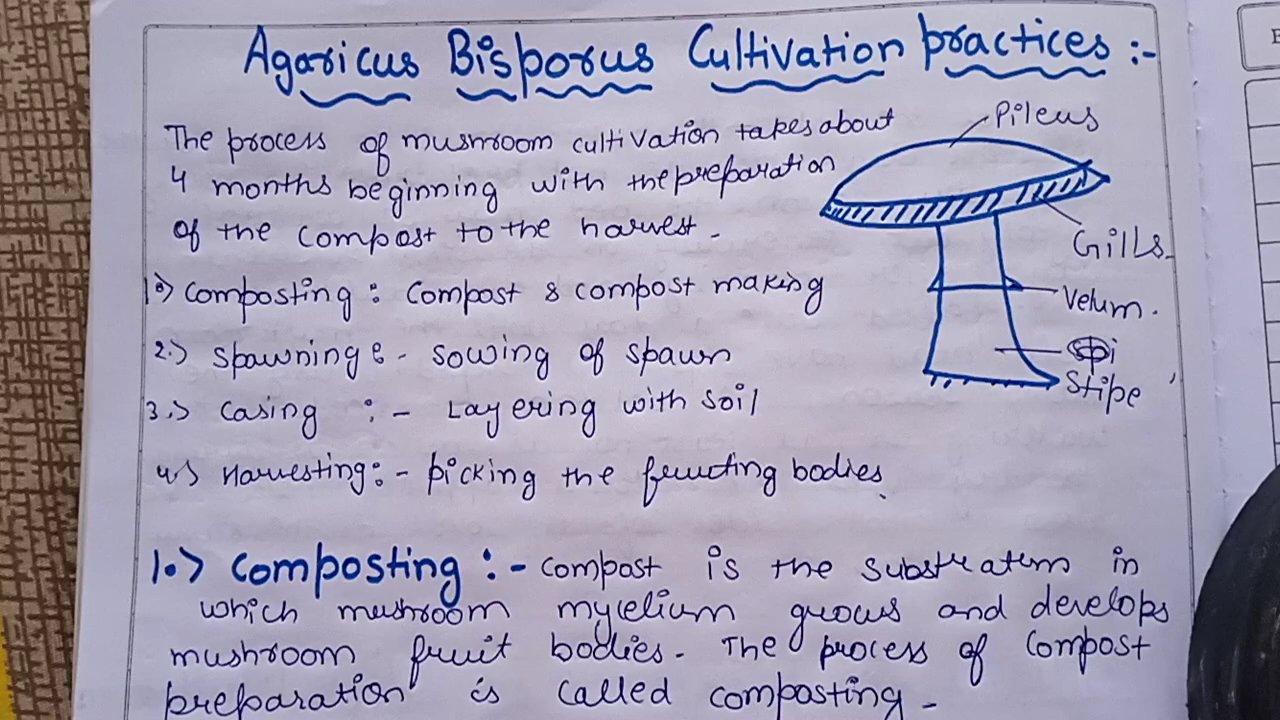 Agaricus Bisporus Cultivation practices :-
The process of mushroom cultivation takes about
4 months beginning with the preparation
of the compost to the harvest.
Pileus
Gills
Velum.
Stipe
1.) Composting : Compost & compost making
2.) Spawning :- Sowing of spawn
3.) Casing :- Layering with soil
4.) Harvesting :- Picking the fructing bodies.
1.) Composting :- Compost is the substratum in
which mushroom mycelium grows and develops
mushroom fruit bodies. The process of compost
preparation is called composting.